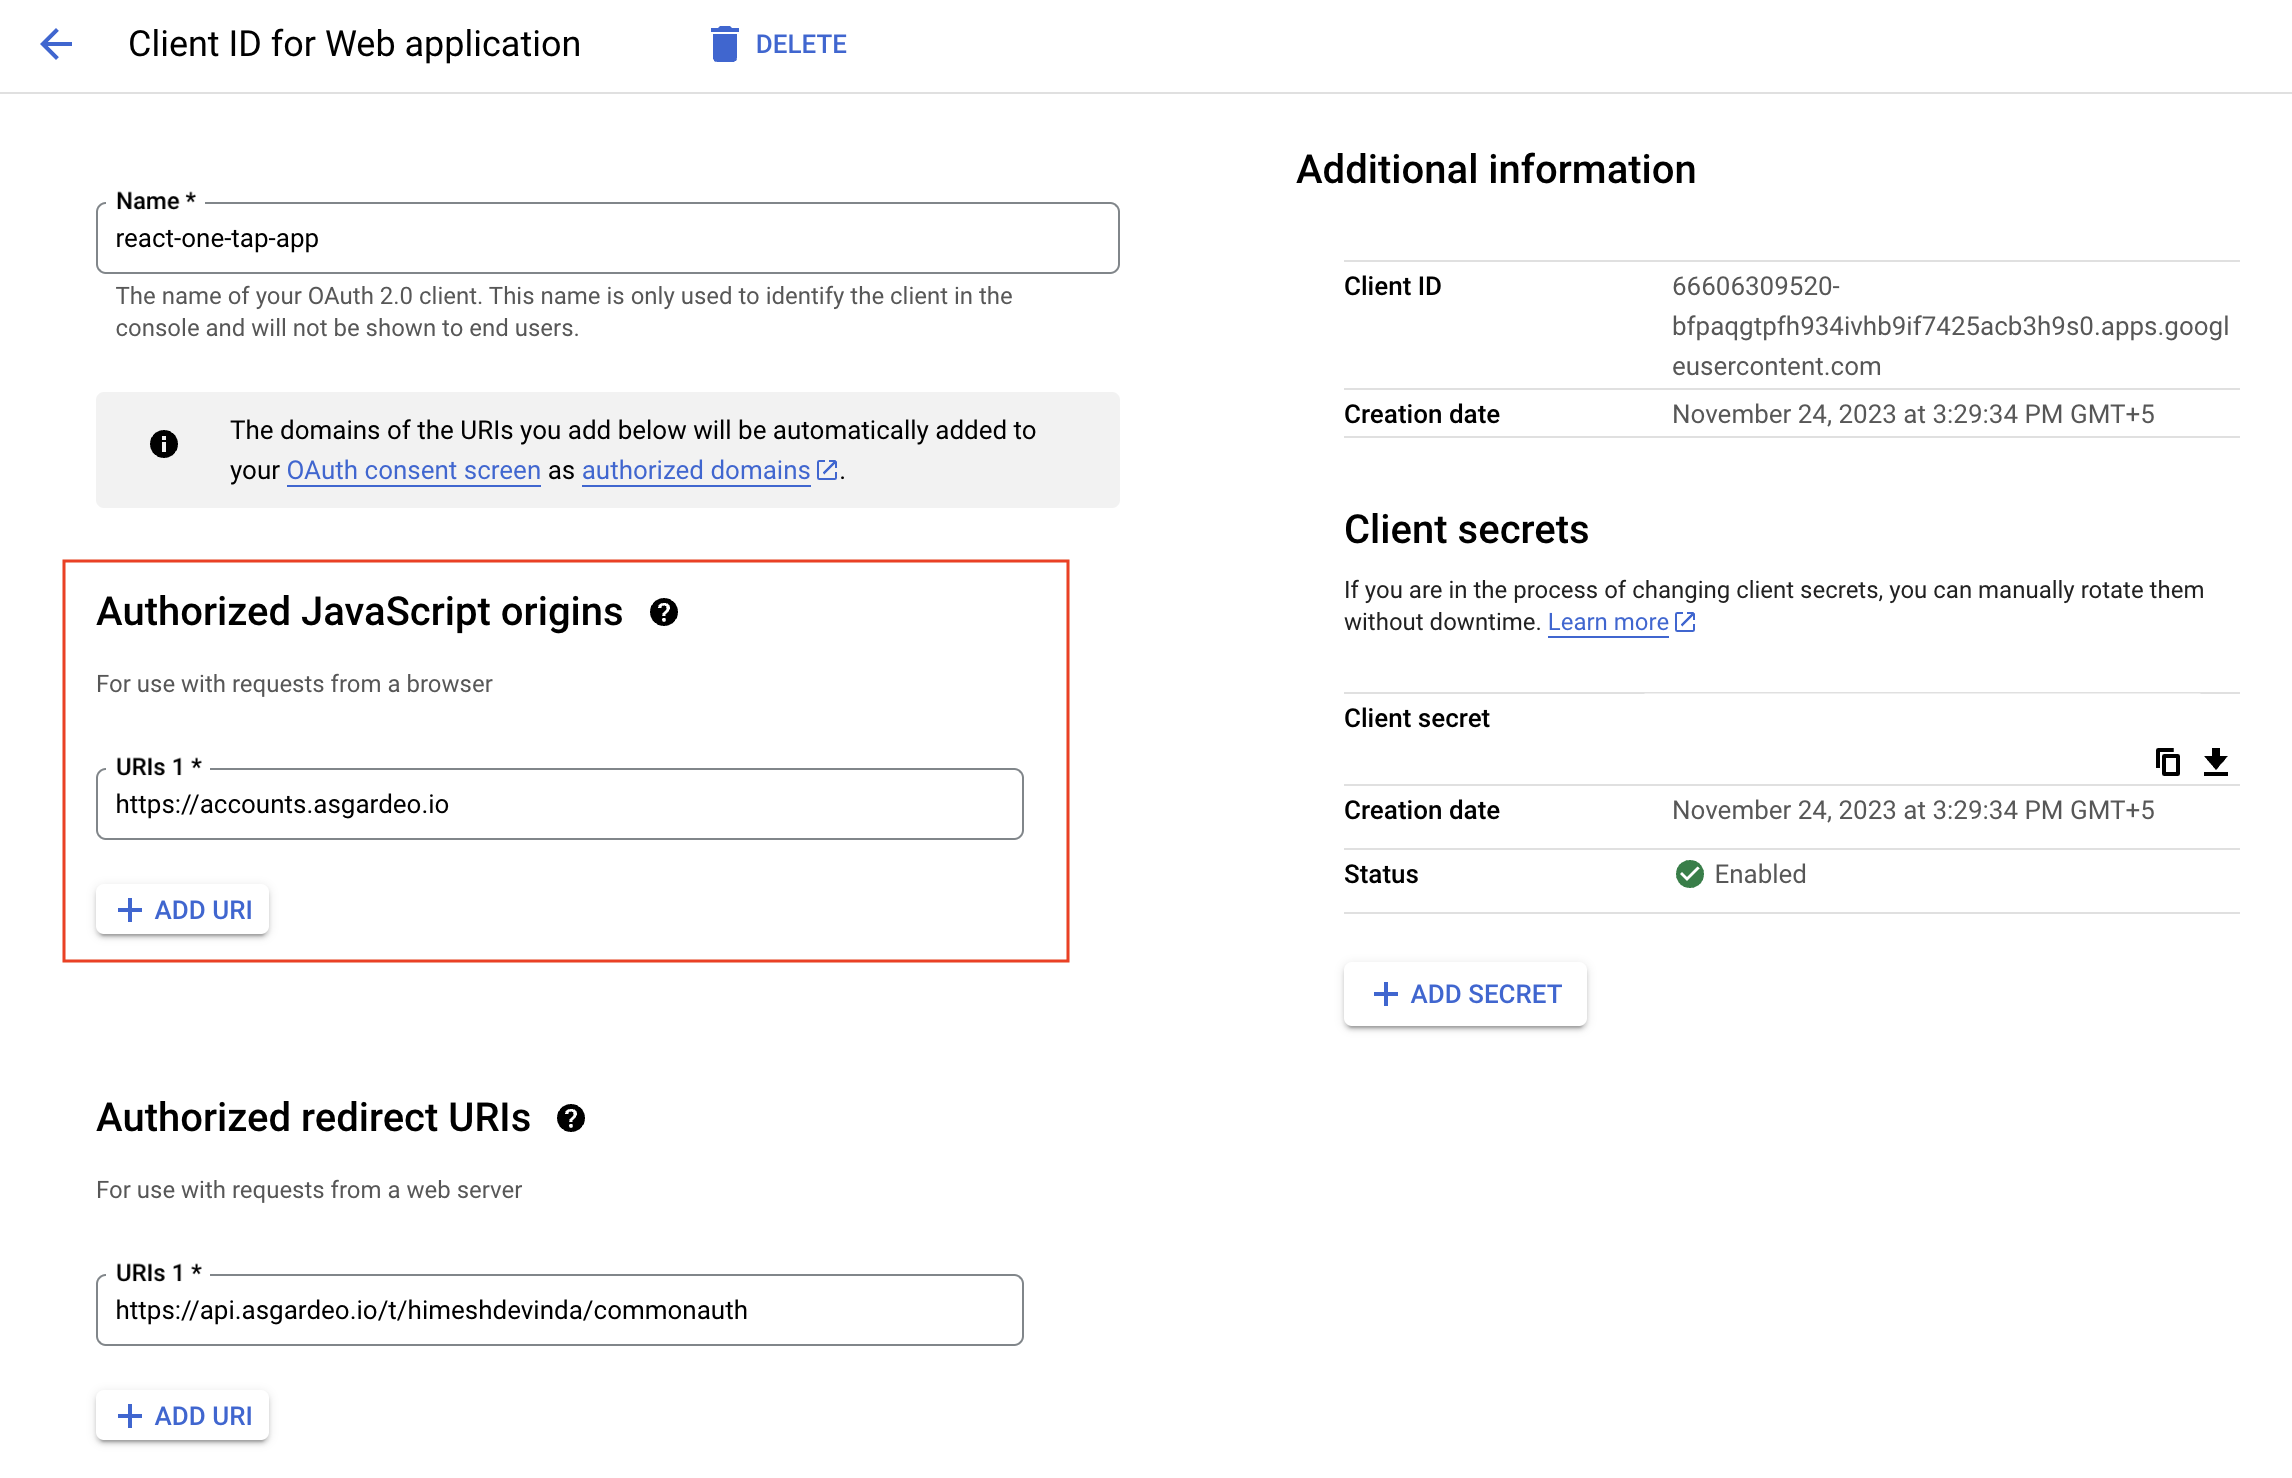 Client ID for Web application
DELETE
Name *
react-one-tap-app
The name of your OAuth 2.0 client. This name is only used to identify the client in the
console and will not be shown to end users.
The domains of the URIs you add below will be automatically added to
your OAuth consent screen as authorized domains.
Authorized JavaScript origins
For use with requests from a browser
URIs 1 *
https://accounts.asgardeo.io
ADD URI
Authorized redirect URIs
For use with requests from a web server
URIs 1 *
https://api.asgardeo.io/t/himeshdevinda/commonauth
ADD URI
Additional information
Client ID
66606309520-
bfpaqgtpfh934ivhb9if7425acb3h9s0.apps.googl
eusercontent.com
Creation date
November 24, 2023 at 3:29:34 PM GMT+5
Client secrets
If you are in the process of changing client secrets, you can manually rotate them
without downtime. Learn more
Client secret
Creation date
November 24, 2023 at 3:29:34 PM GMT+5
Status
Enabled
ADD SECRET